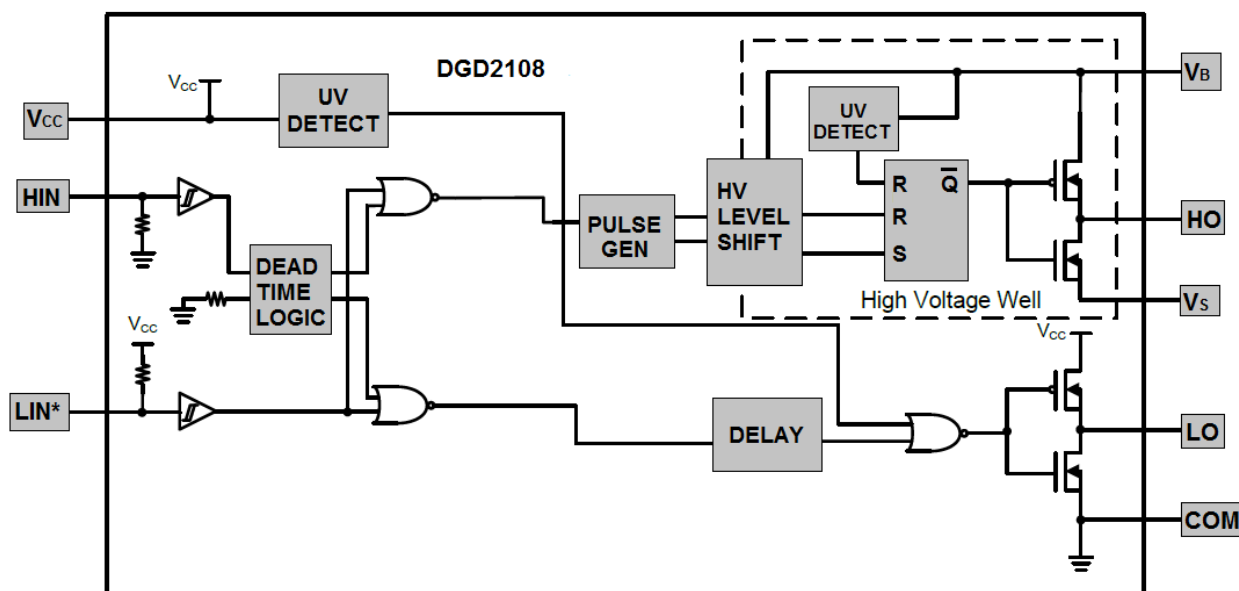 DGD2108
VB
VCC
VCC
UV
DETECT
UV
DETECT
HIN
HV
LEVEL
SHIFT
R
R
S
Q̅
PULSE
GEN
HO
DEAD
TIME
LOGIC
High Voltage Well
VS
VCC
VCC
LIN*
DELAY
LO
COM